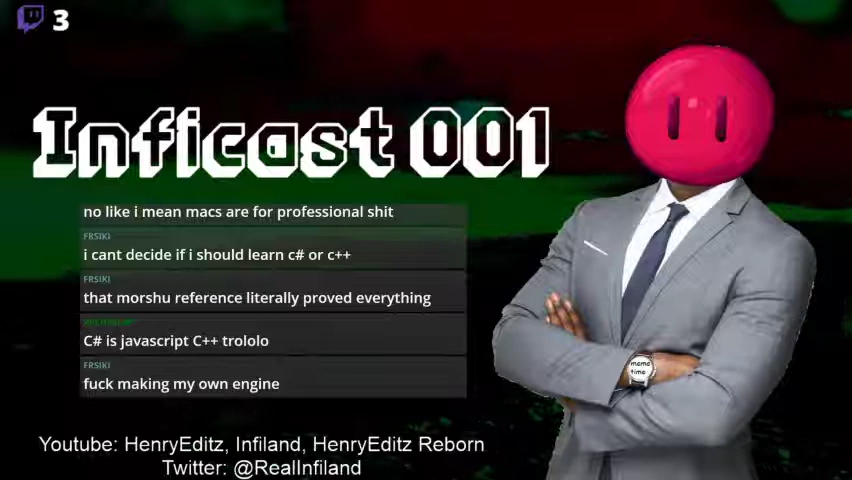 3
Inficast 001
no like i mean macs are for professional shit
FRSIKI
i cant decide if i should learn c# or c++
FRSIKI
that morshu reference literally proved everything
C# is javascript C++ trololo
FRSIKI
fuck making my own engine
meme
time
Youtube: HenryEditz, Infiland, HenryEditz Reborn
Twitter: @RealInfiland